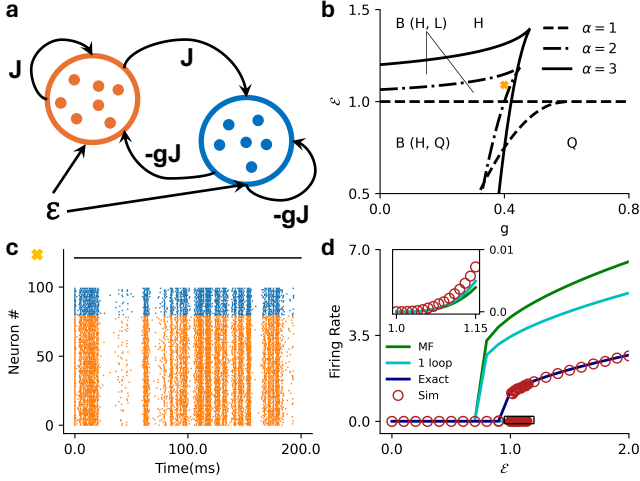 a
J
J
-gJ
-gJ
ε
b
1.5
1.0
0.5
ε
B (H, L)
H
B (H, Q)
Q
α = 1
α = 2
α = 3
0.0
0.4
0.8
g
c
100
50
0
Neuron #
0.0
100.0
200.0
Time(ms)
d
7.0
3.5
0.0
Firing Rate
0.01
0.0
1.0
1.15
MF
1 loop
Exact
Sim
0.0
1.0
2.0
ε